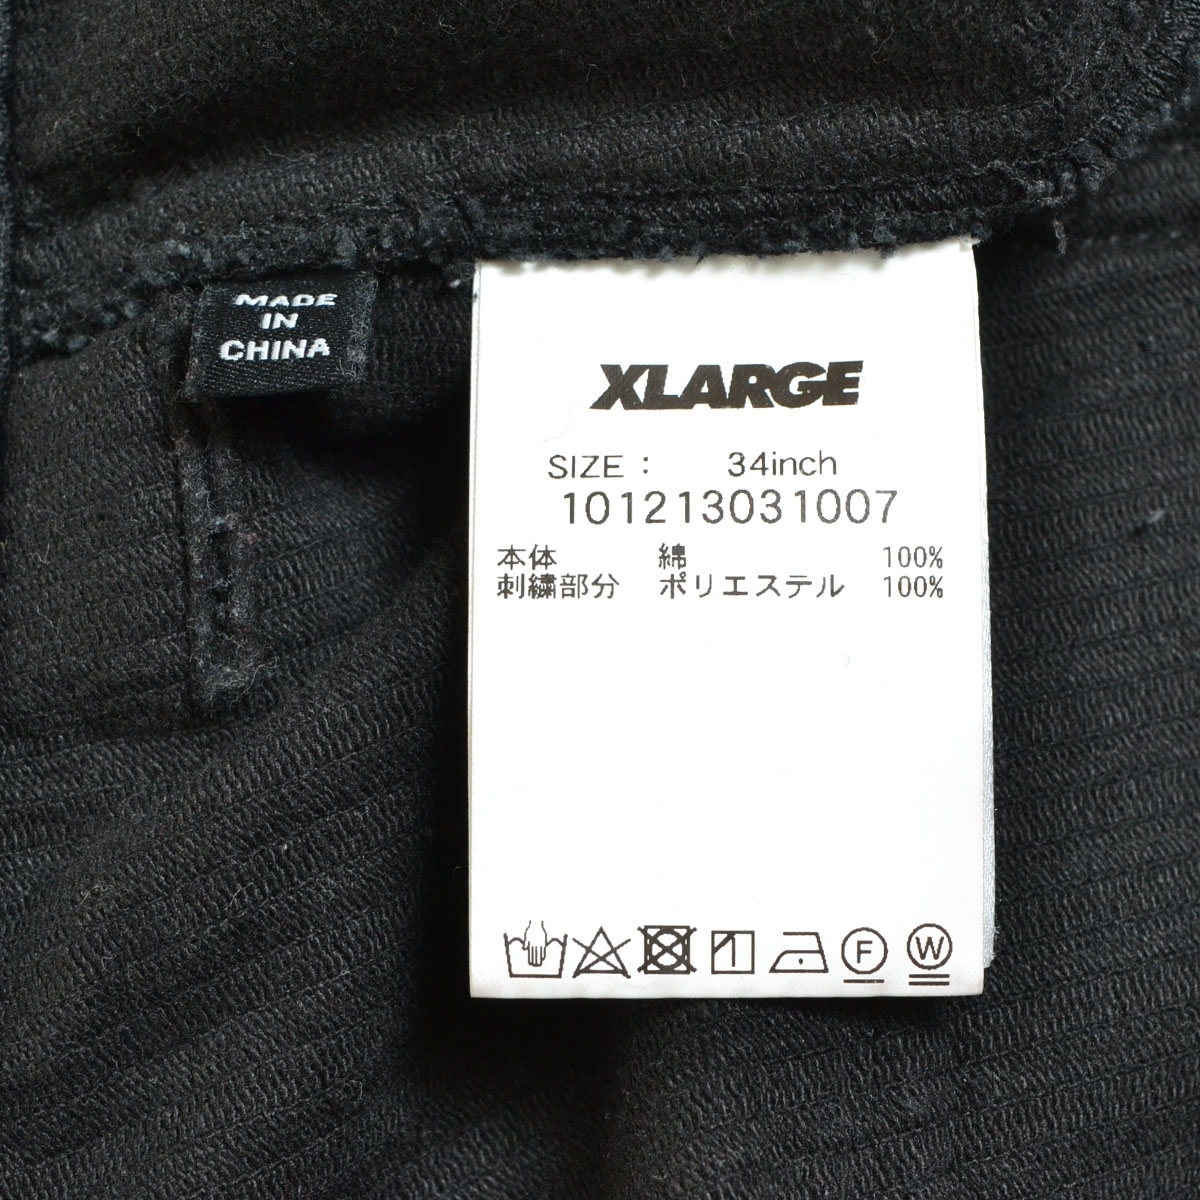 MADE
IN
CHINA
XLARGE
SIZE : 34inch
101213031007
本体 綿 100%
刺繍部分 ポリエステル 100%
F W